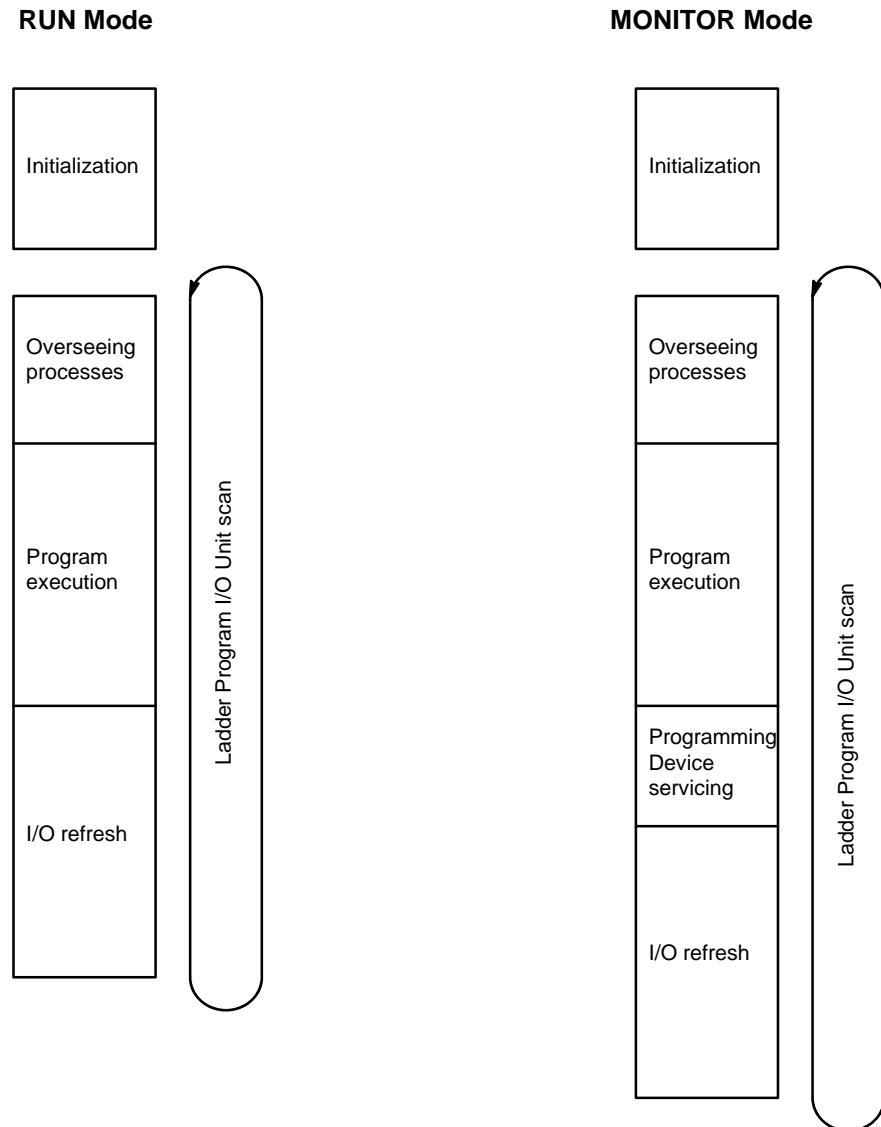 RUN Mode
Initialization
Overseeing
processes
Program
execution
I/O refresh
Ladder Program I/O Unit scan
MONITOR Mode
Initialization
Overseeing
processes
Program
execution
Programming
Device
servicing
I/O refresh
Ladder Program I/O Unit scan